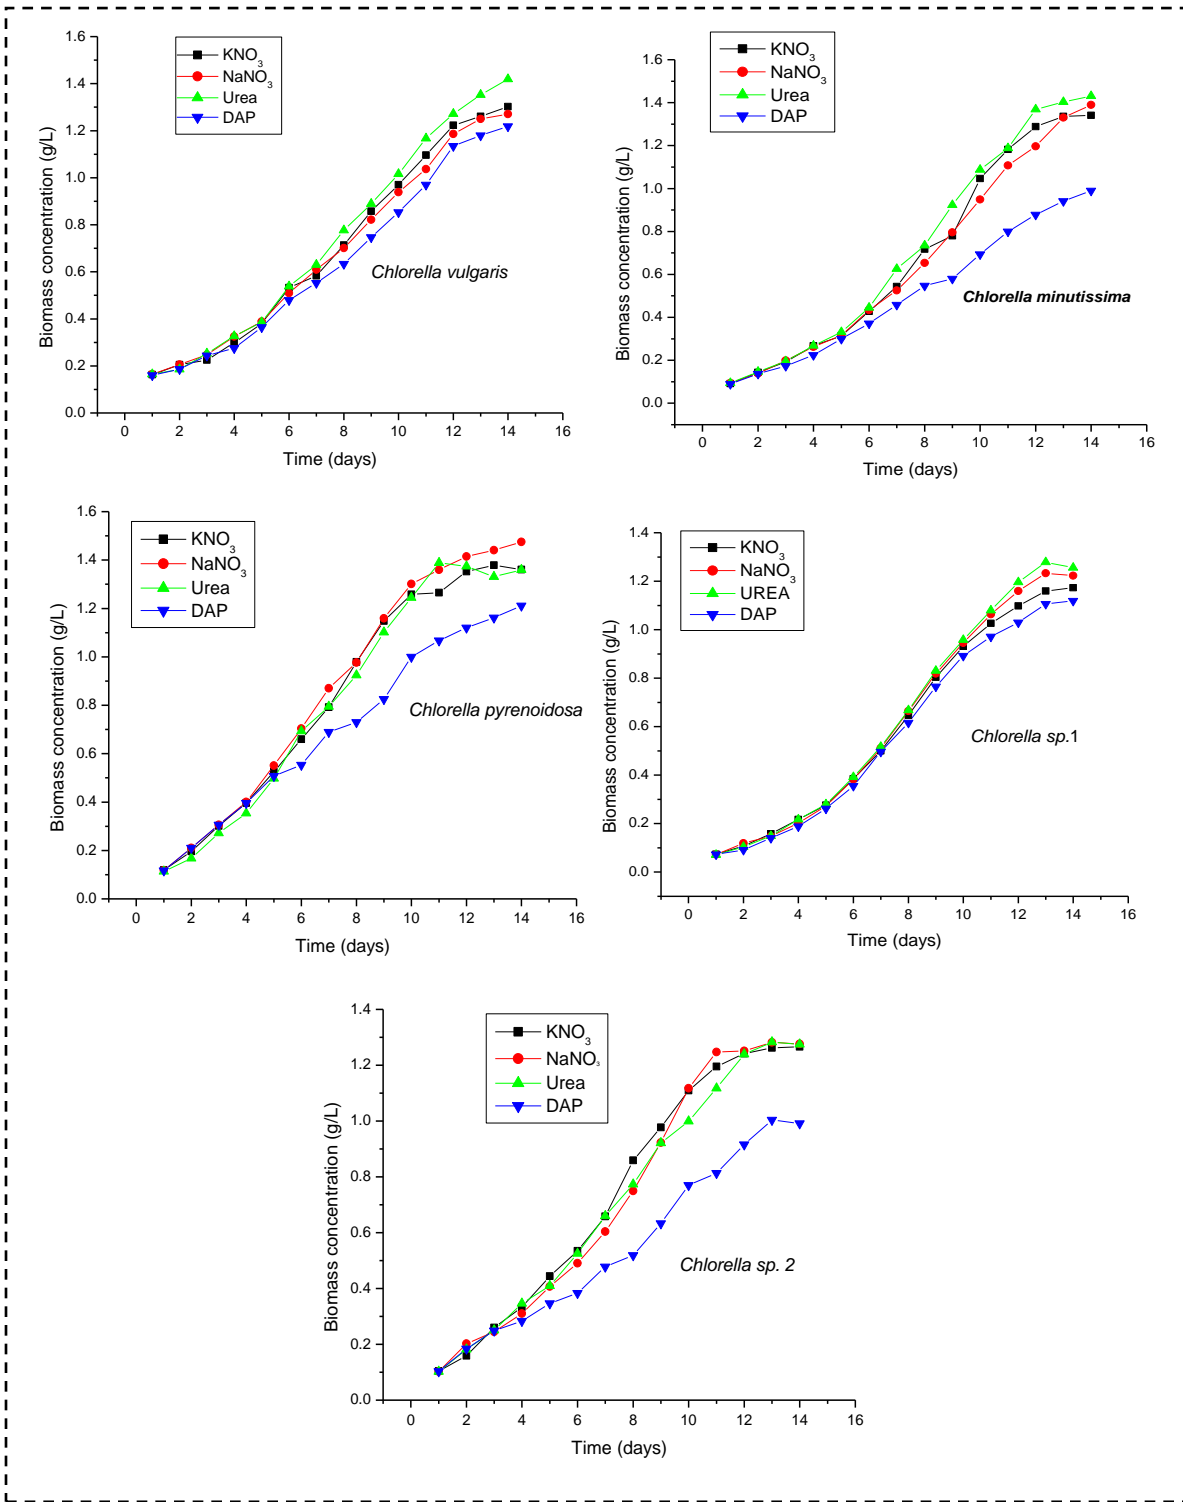 KNO3
NaNO3
Urea
DAP
Biomass concentration (g/L)
1.6
1.4
1.2
1.0
0.8
0.6
0.4
0.2
0.0
Chlorella vulgaris
0 2 4 6 8 10 12 14 16
Time (days)
KNO3
NaNO3
Urea
DAP
Biomass concentration (g/L)
1.6
1.4
1.2
1.0
0.8
0.6
0.4
0.2
0.0
Chlorella minutissima
0 2 4 6 8 10 12 14 16
Time (days)
KNO3
NaNO3
Urea
DAP
Biomass concentration (g/L)
1.6
1.4
1.2
1.0
0.8
0.6
0.4
0.2
0.0
Chlorella pyrenoidosa
0 2 4 6 8 10 12 14 16
Time (days)
KNO3
NaNO3
UREA
DAP
Biomass concentration (g/L)
1.4
1.2
1.0
0.8
0.6
0.4
0.2
0.0
Chlorella sp.1
0 2 4 6 8 10 12 14 16
Time (days)
KNO3
NaNO3
Urea
DAP
Biomass concentration (g/L)
1.4
1.2
1.0
0.8
0.6
0.4
0.2
0.0
Chlorella sp. 2
0 2 4 6 8 10 12 14 16
Time (days)